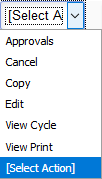 [Select A
Approvals
Cancel
Copy
Edit
View Cycle
View Print
[Select Action]